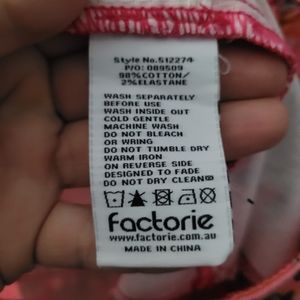 Style No.512274
P/O: 089509
98%COTTON/
2%ELASTANE
WASH SEPARATELY
BEFORE USE
WASH INSIDE OUT
COLD GENTLE
MACHINE WASH
DO NOT BLEACH
OR WRING
DO NOT TUMBLE DRY
WARM IRON
ON REVERSE SIDE
DESIGNED TO FADE
DO NOT DRY CLEAN
factorie
www.factorie.com.au
MADE IN CHINA